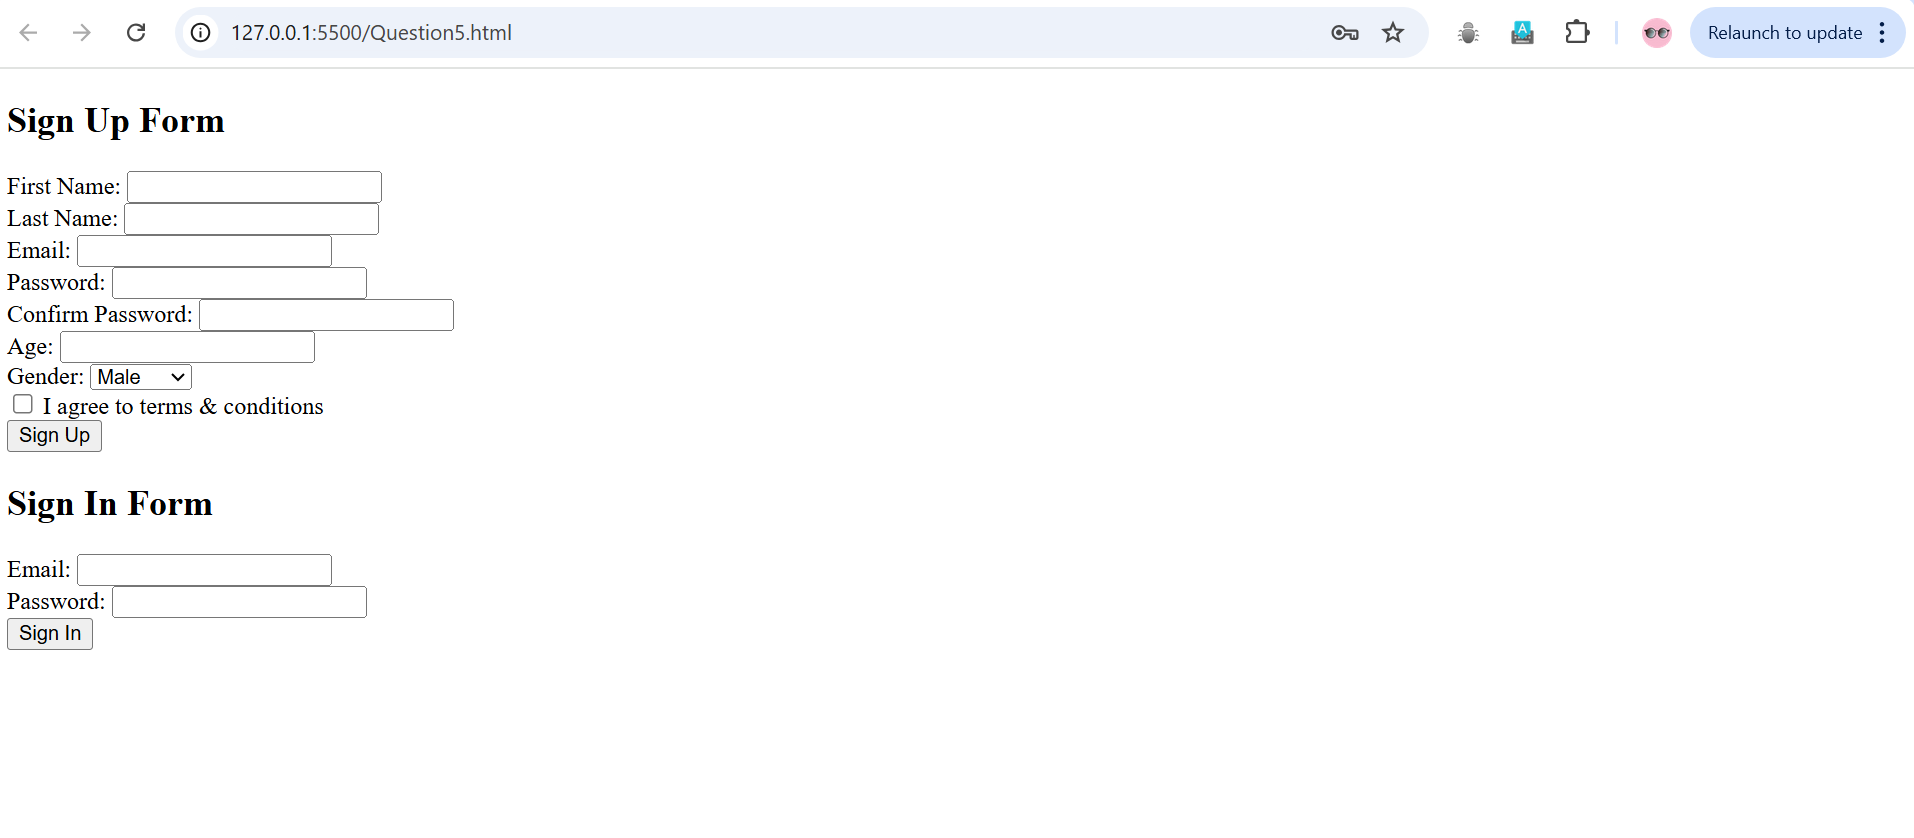 127.0.0.1:5500/Question5.html
Relaunch to update
Sign Up Form
First Name:
Last Name:
Email:
Password:
Confirm Password:
Age:
Gender: Male
I agree to terms & conditions
Sign Up
Sign In Form
Email:
Password:
Sign In